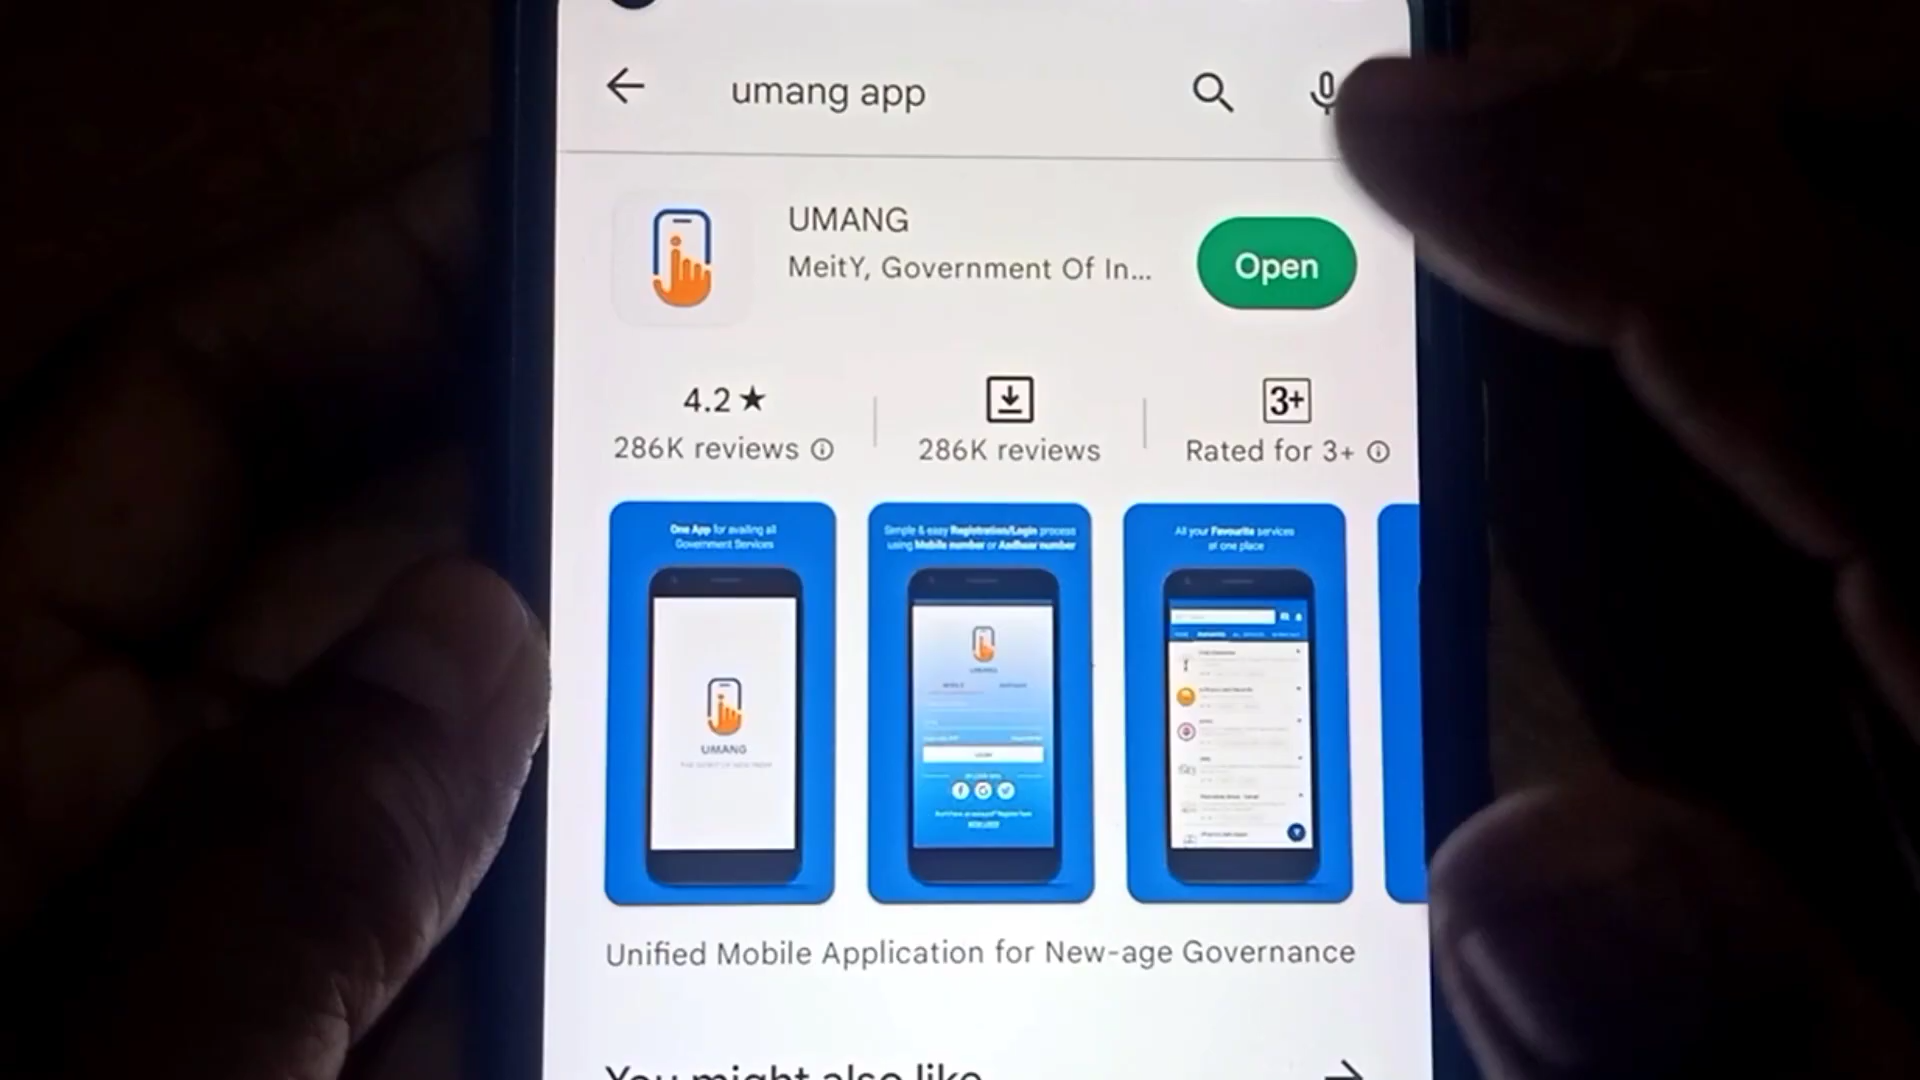 umang app
UMANG
MeitY, Government Of In...
Open
4.2★
286K reviews
286K reviews
3+
Rated for 3+
One App for availing all
Government Services
Simple & easy Registration/Login process
using Mobile number or Aadhaar number
All your Favourite services
at one place
UMANG
UMANG
LOGIN
Unified Mobile Application for New-age Governance
You might also like